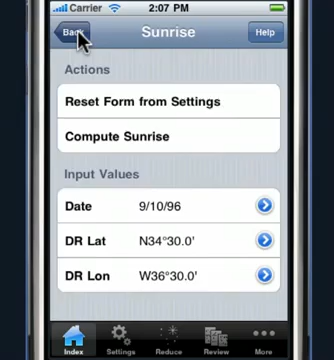 Carrier 2:07 PM
Back Sunrise Help
Actions
Reset Form from Settings
Compute Sunrise
Input Values
Date 9/10/96
DR Lat N34°30.0'
DR Lon W36°30.0'
Index Settings Reduce Review More